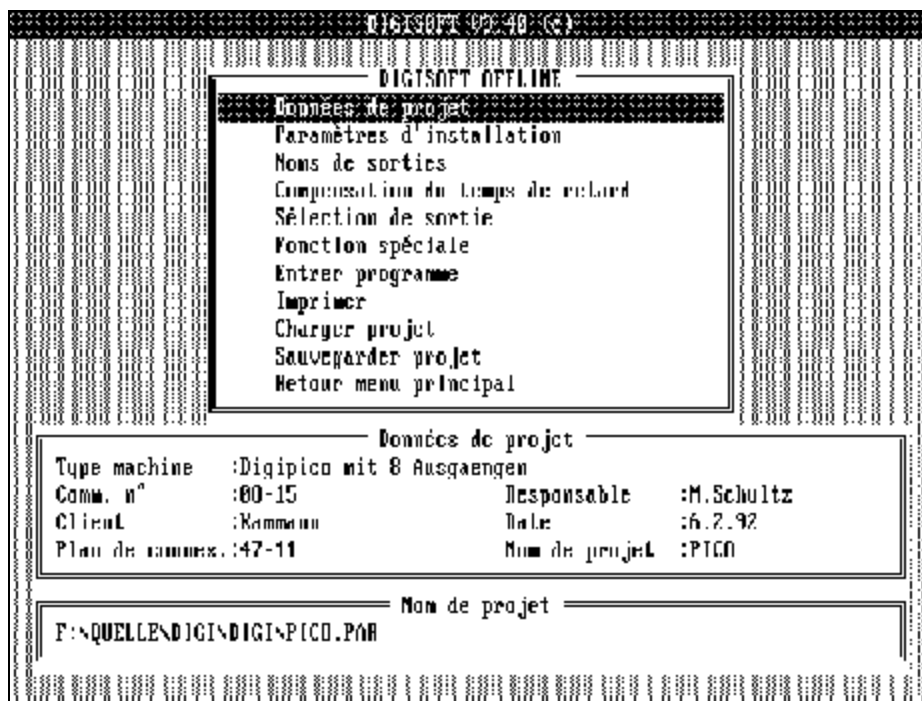 DIGISOFT V3.40 (c)
DIGISOFT OFFLINE
Données de projet
Paramètres d'installation
Noms de sorties
Compensation du temps de retard
Sélection de sortie
Fonction spéciale
Entrer programme
Imprimer
Charger projet
Sauvegarder projet
Retour menu principal
Données de projet
Type machine :Digipico mit 8 Ausgaengen
Comm. n° :00-15 Responsable :M.Schultz
Client :Kammann Date :6.2.92
Plan de connex.:47-11 Nom de projet :PICO
Nom de projet
F:\QUELLE\DIGI\DIGI\PICO.PAR